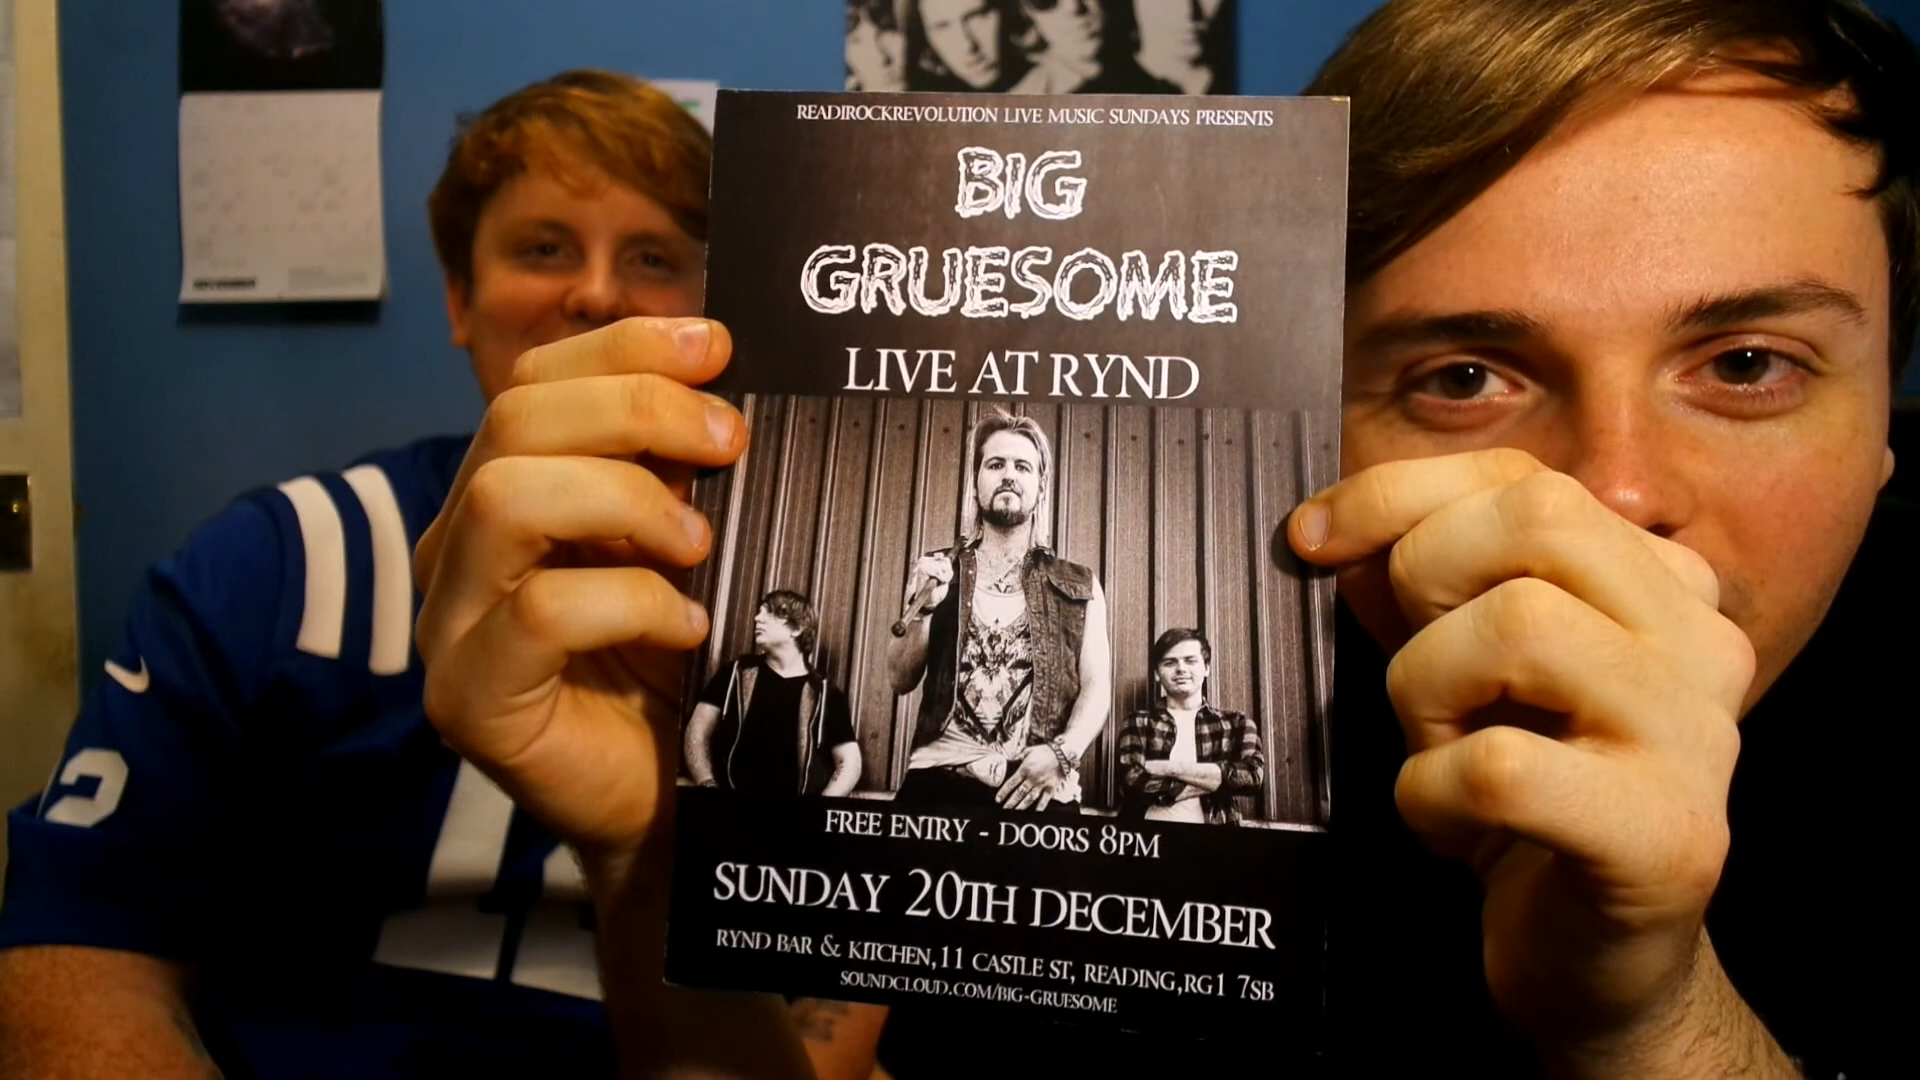 READIROCKREVOLUTION LIVE MUSIC SUNDAYS PRESENTS
BIG
GRUESOME
LIVE AT RYND
FREE ENTRY - DOORS 8PM
SUNDAY 20TH DECEMBER
RYND BAR & KITCHEN,11 CASTLE ST, READING,RG1 7SB
SOUNDCLOUD.COM/BIG-GRUESOME
2